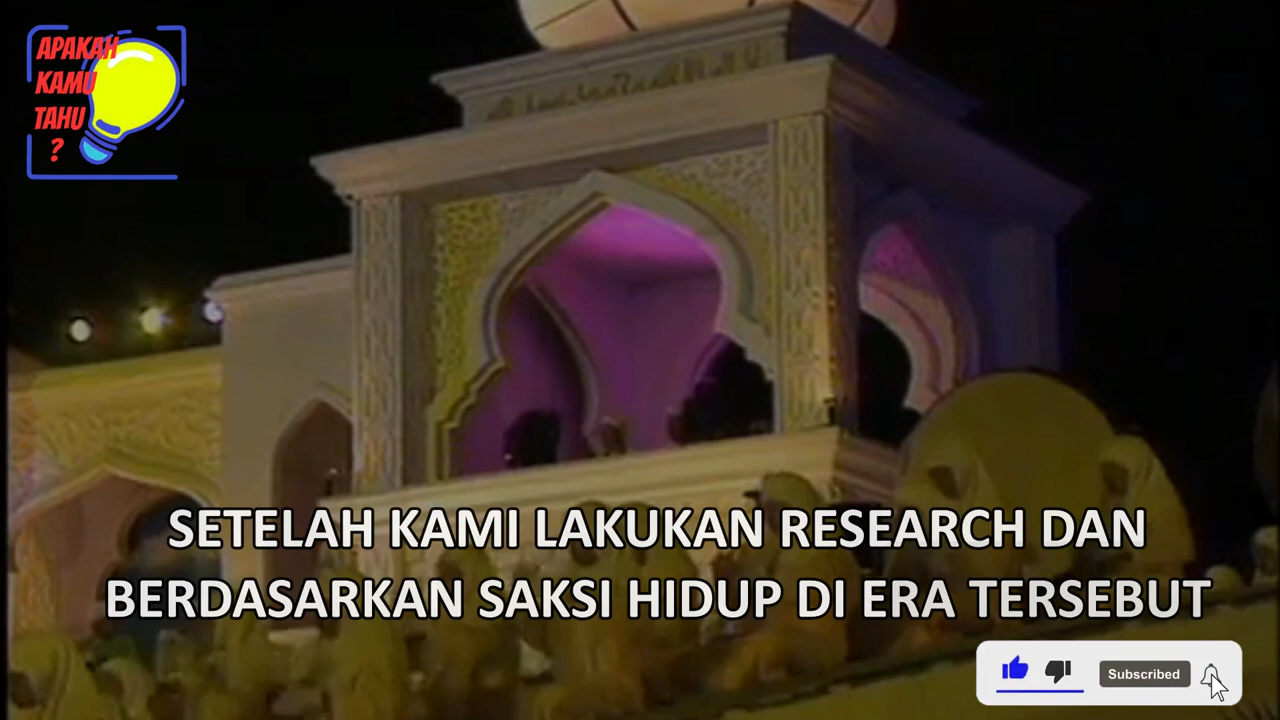 APAKAH
KAMU
TAHU
?
SETELAH KAMI LAKUKAN RESEARCH DAN
BERDASARKAN SAKSI HIDUP DI ERA TERSEBUT
Subscribed